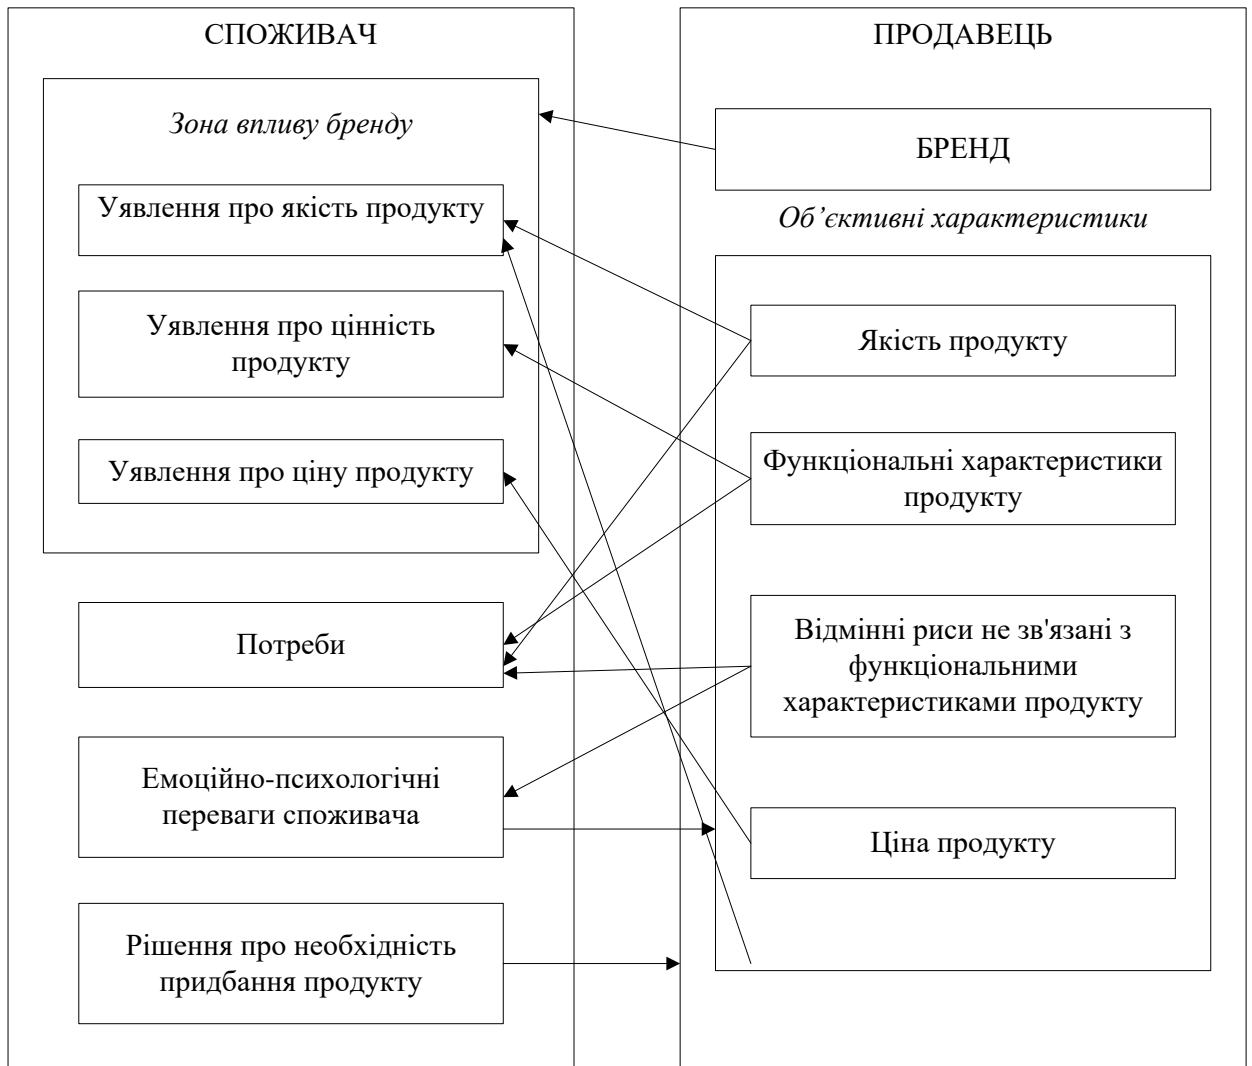 СПОЖИВАЧ
Зона впливу бренду
Уявлення про якість продукту
Уявлення про цінність
продукту
Уявлення про ціну продукту
Потреби
Емоційно-психологічні
переваги споживача
Рішення про необхідність
придбання продукту
ПРОДАВЕЦЬ
БРЕНД
Об’єктивні характеристики
Якість продукту
Функціональні характеристики
продукту
Відмінні риси не зв'язані з
функціональними
характеристиками продукту
Ціна продукту